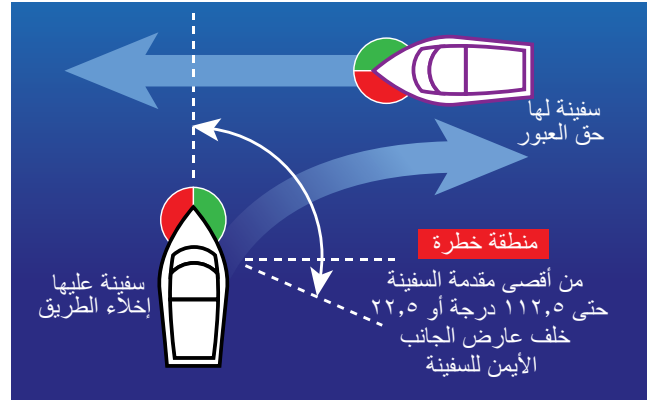 سفينة لها
حق العبور
منطقة خطرة
من أقصى مقدمة السفينة
حتى ١١٢,٥ درجة أو ٢٢,٥
خلف عارض الجانب
الأيمن للسفينة
سفينة عليها
إخلاء الطريق